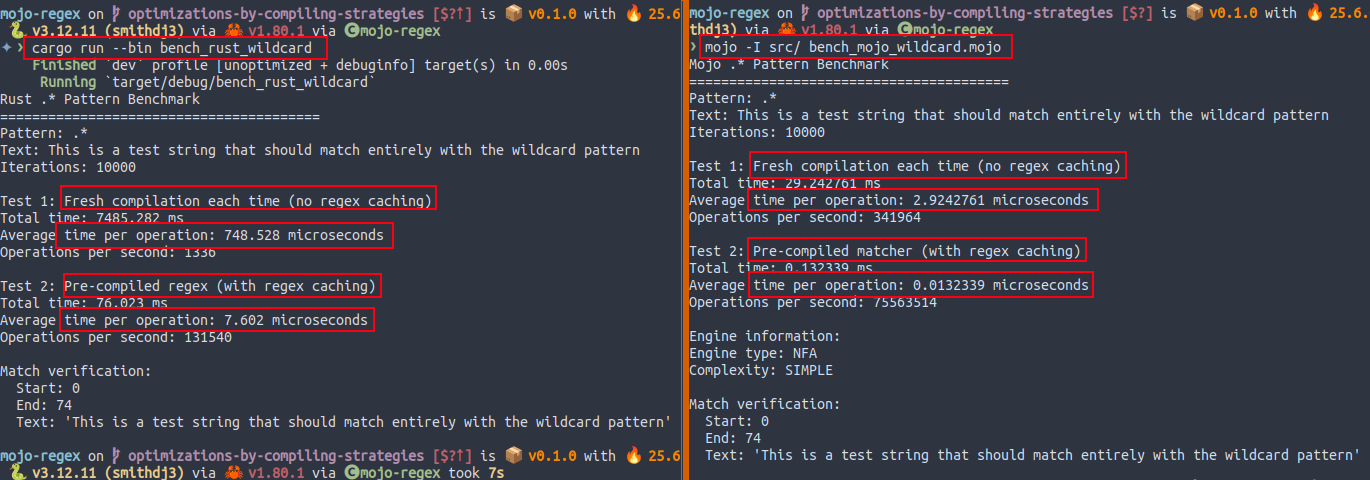 mojo-regex on optimizations-by-compiling-strategies [$?↑] is 📦 v0.1.0 with 🔥 25.6
🐍 v3.12.11 (smithdj3) via 🦀 v1.80.1 via C mojo-regex
✦ ❯ cargo run --bin bench_rust_wildcard
Finished `dev` profile [unoptimized + debuginfo] target(s) in 0.00s
Running `target/debug/bench_rust_wildcard`
Rust .* Pattern Benchmark
========================================
Pattern: .*
Text: This is a test string that should match entirely with the wildcard pattern
Iterations: 10000
Test 1: Fresh compilation each time (no regex caching)
Total time: 7485.282 ms
Average time per operation: 748.528 microseconds
Operations per second: 1336
Test 2: Pre-compiled regex (with regex caching)
Total time: 76.023 ms
Average time per operation: 7.602 microseconds
Operations per second: 131540
Match verification:
Start: 0
End: 74
Text: 'This is a test string that should match entirely with the wildcard pattern'
mojo-regex on optimizations-by-compiling-strategies [$?↑] is 📦 v0.1.0 with 🔥 25.6
🐍 v3.12.11 (smithdj3) via 🦀 v1.80.1 via C mojo-regex took 7s
mojo-regex on optimizations-by-compiling-strategies [$?] is 📦 v0.1.0 with 🔥 25.6.
thdj3) via 🦀 v1.80.1 via C mojo-regex
❯ mojo -I src/ bench_mojo_wildcard.mojo
Mojo .* Pattern Benchmark
========================================
Pattern: .*
Text: This is a test string that should match entirely with the wildcard pattern
Iterations: 10000
Test 1: Fresh compilation each time (no regex caching)
Total time: 29.242761 ms
Average time per operation: 2.9242761 microseconds
Operations per second: 341964
Test 2: Pre-compiled matcher (with regex caching)
Total time: 0.132339 ms
Average time per operation: 0.0132339 microseconds
Operations per second: 75563514
Engine information:
Engine type: NFA
Complexity: SIMPLE
Match verification:
Start: 0
End: 74
Text: 'This is a test string that should match entirely with the wildcard pattern'